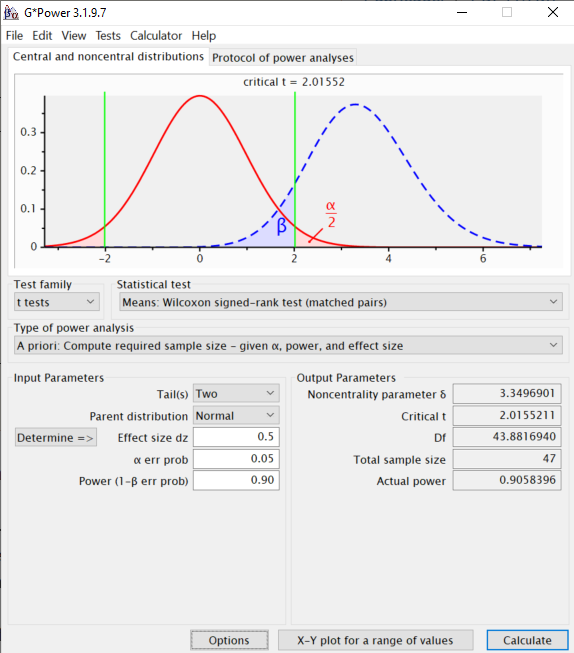 βα G*Power 3.1.9.7
File Edit View Tests Calculator Help
Central and noncentral distributions Protocol of power analyses
critical t = 2.01552
0.3
0.2
0.1
0
β
α
2
-2 0 2 4 6
Test family Statistical test
t tests Means: Wilcoxon signed-rank test (matched pairs)
Type of power analysis
A priori: Compute required sample size - given α, power, and effect size
Input Parameters Output Parameters
Tail(s) Two Noncentrality parameter δ 3.3496901
Parent distribution Normal Critical t 2.0155211
Determine => Effect size dz 0.5 Df 43.8816940
α err prob 0.05 Total sample size 47
Power (1-β err prob) 0.90 Actual power 0.9058396
Options X-Y plot for a range of values Calculate